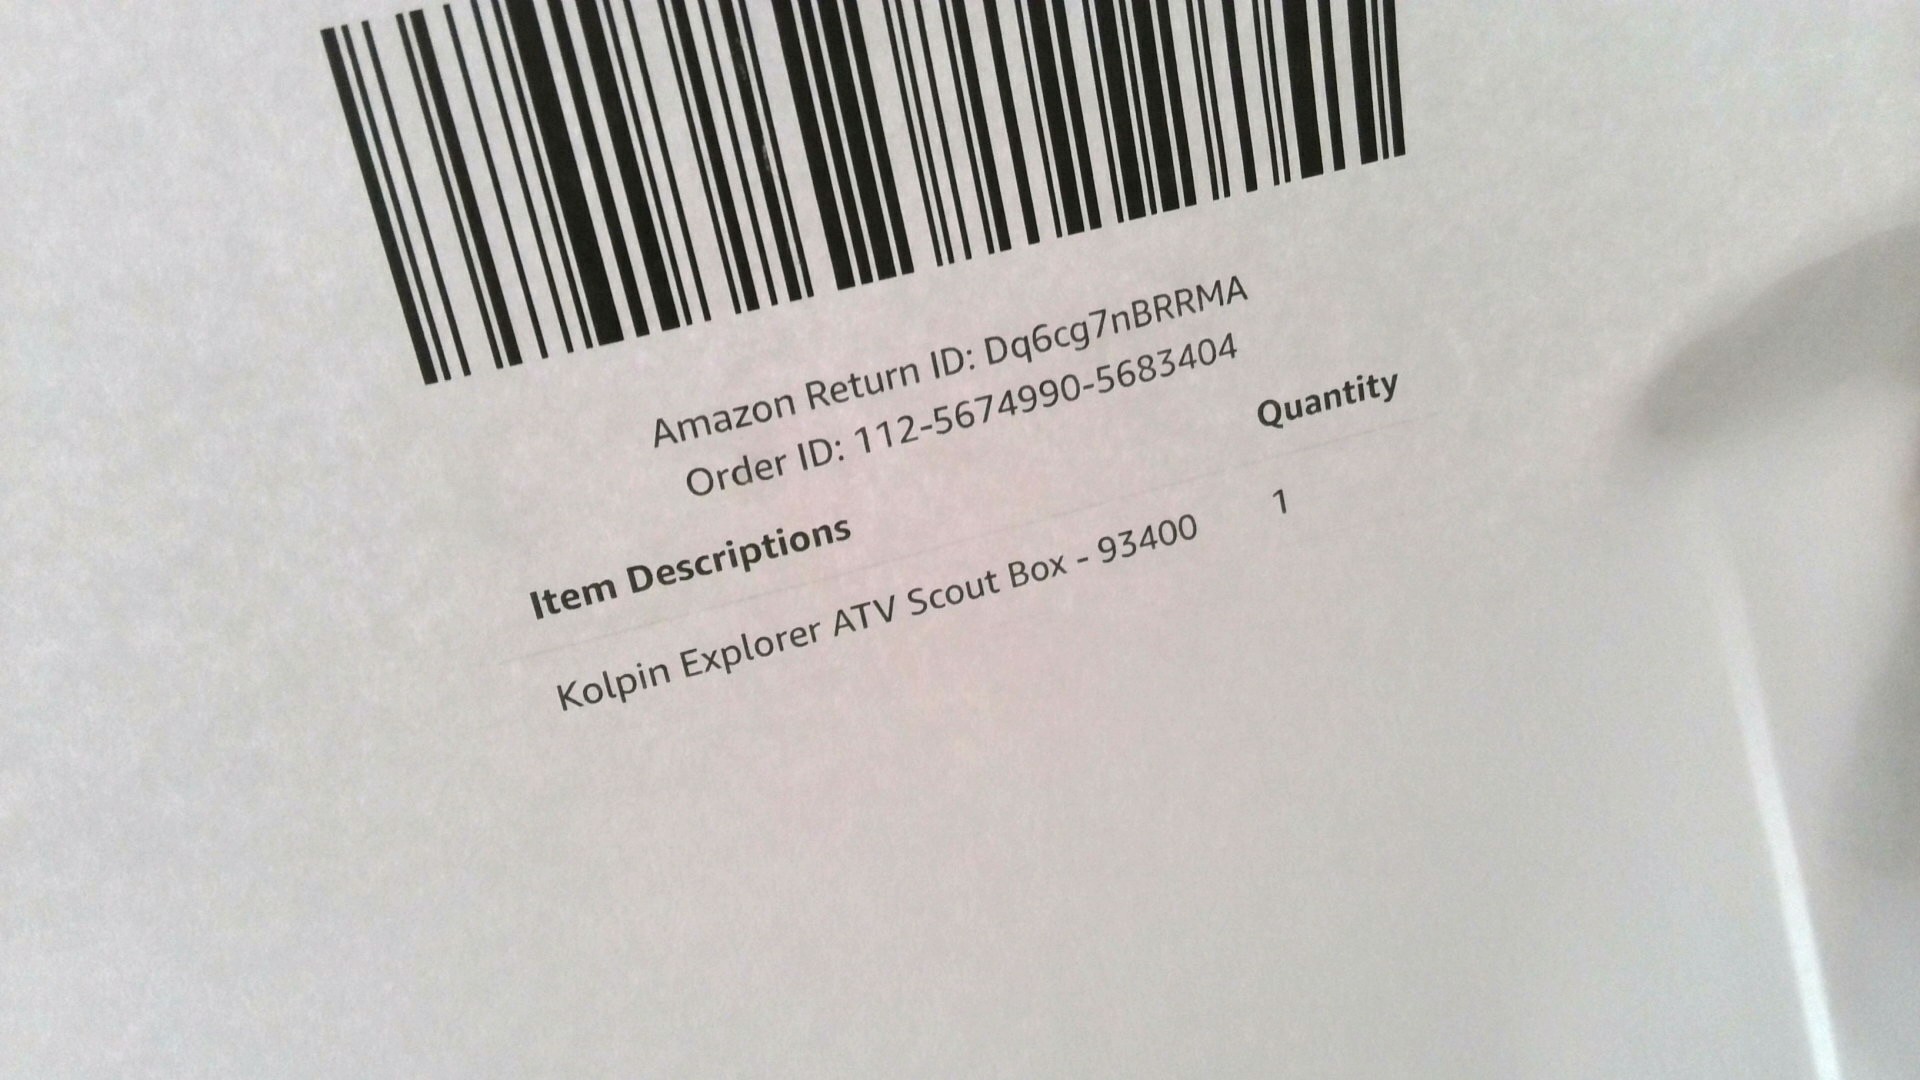 Amazon Return ID: Dq6cg7nBRRMA
Order ID: 112-5674990-5683404
Item Descriptions Quantity
Kolpin Explorer ATV Scout Box - 93400 1